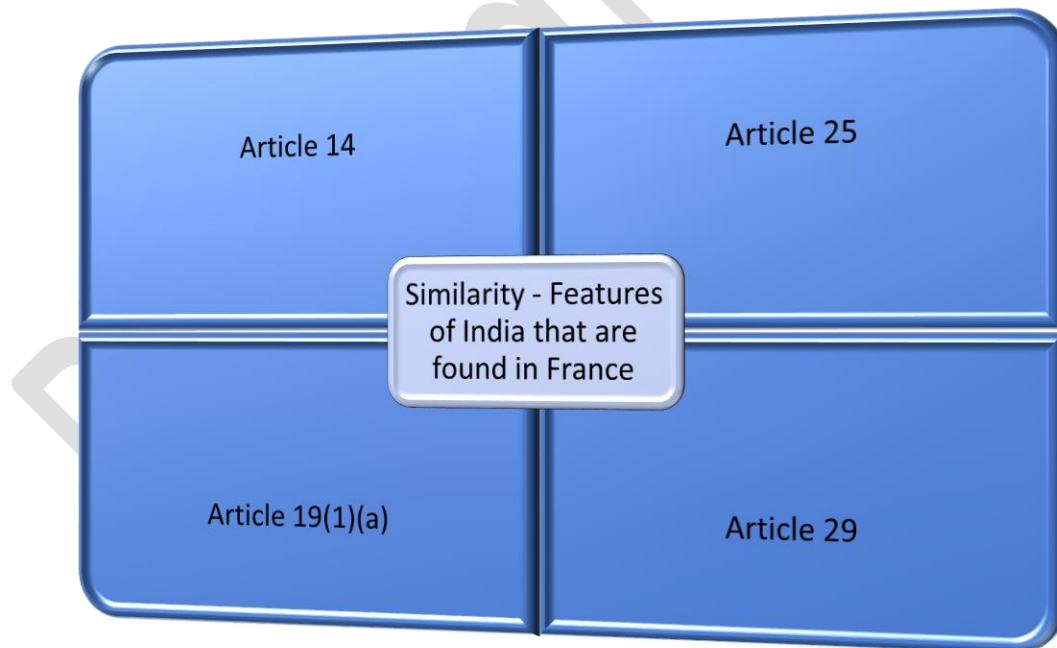 Article 14
Article 25
Similarity - Features
of India that are
found in France
Article 19(1)(a)
Article 29